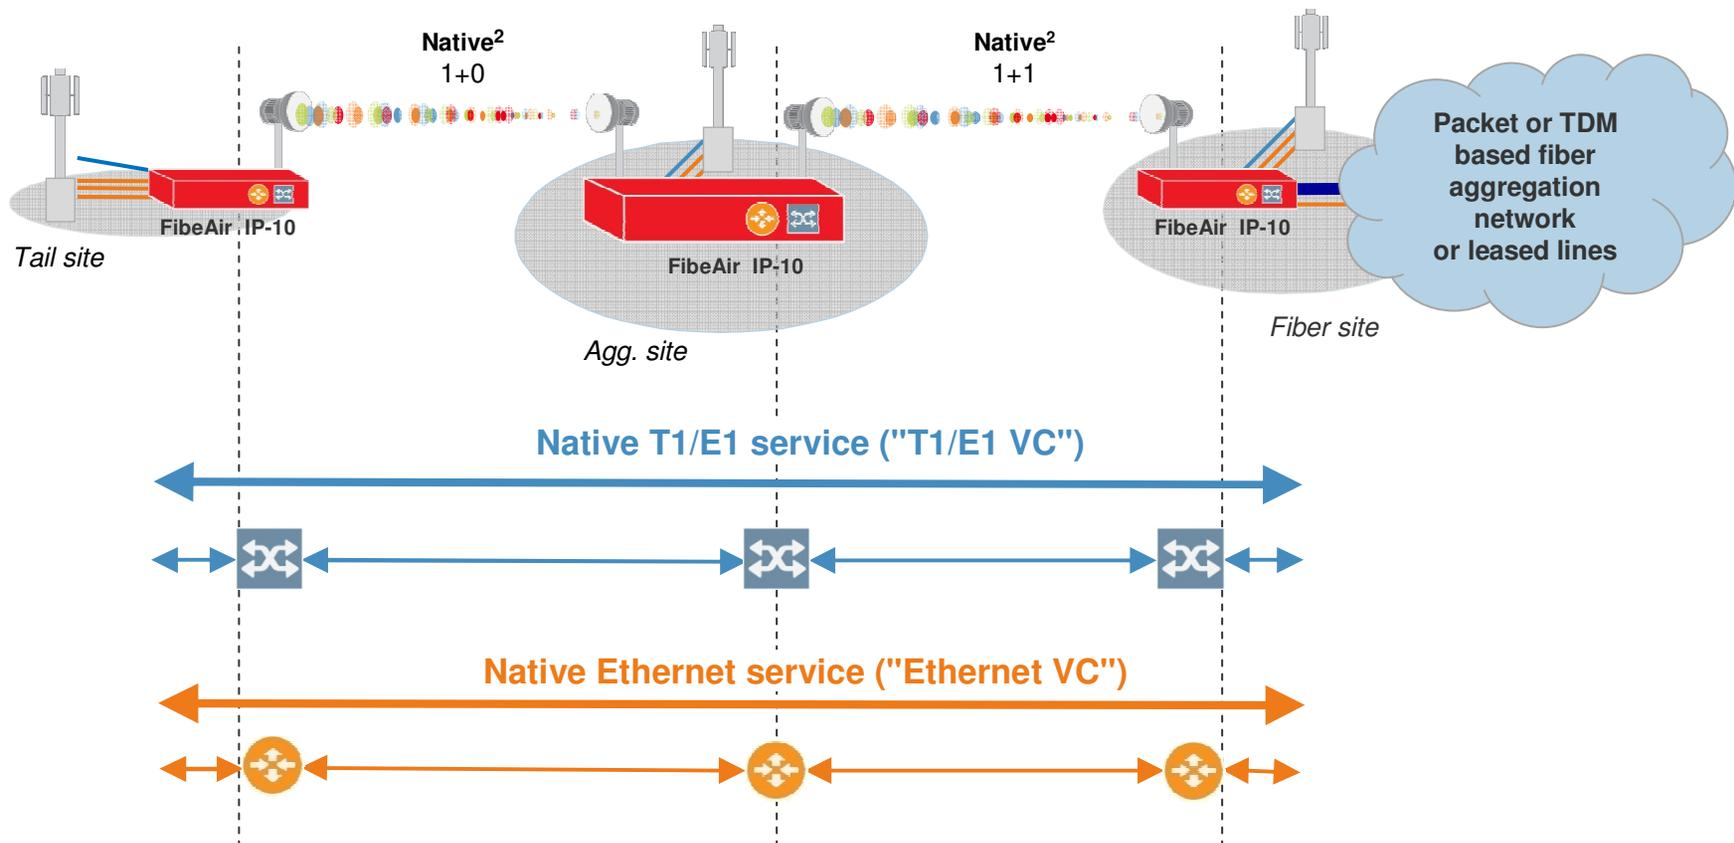 Native²
1+0
Native²
1+1
Packet or TDM
based fiber
aggregation
network
or leased lines
FibeAir IP-10
FibeAir IP-10
FibeAir IP-10
Tail site
Agg. site
Fiber site
Native T1/E1 service ("T1/E1 VC")
Native Ethernet service ("Ethernet VC")